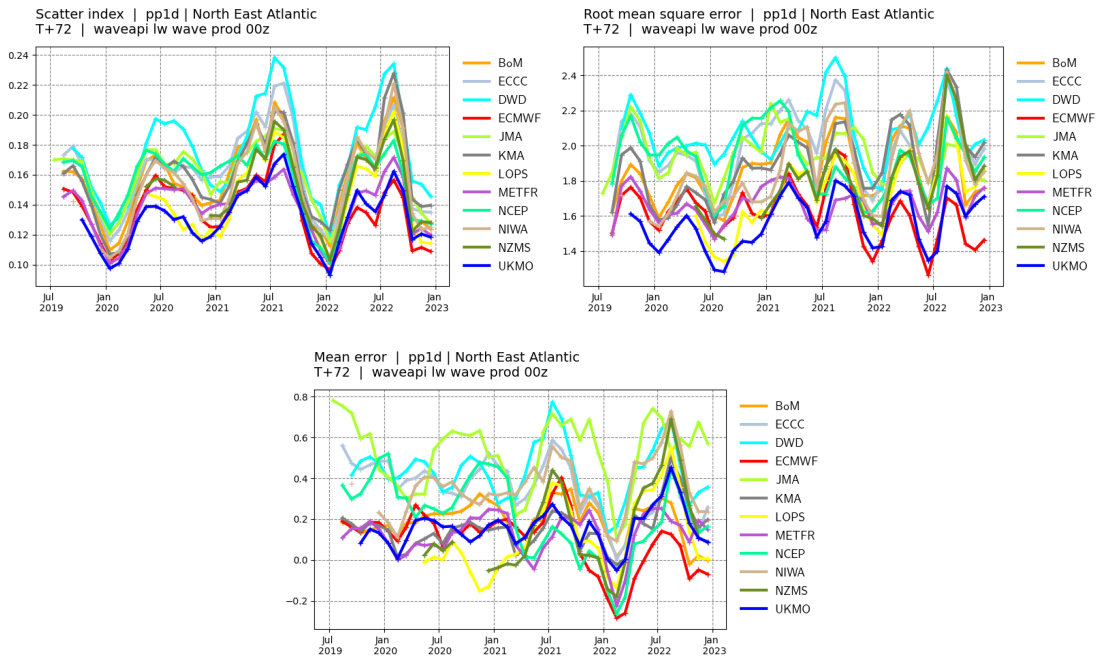 Scatter index | pp1d | North East Atlantic
T+72 | waveapi lw wave prod 00z
0.24
0.22
0.20
0.18
0.16
0.14
0.12
0.10
Jul 2019
Jan 2020
Jul 2020
Jan 2021
Jul 2021
Jan 2022
Jul 2022
Jan 2023
BoM
ECCC
DWD
ECMWF
JMA
KMA
LOPS
METFR
NCEP
NIWA
NZMS
UKMO
Root mean square error | pp1d | North East Atlantic
T+72 | waveapi lw wave prod 00z
2.4
2.2
2.0
1.8
1.6
1.4
Jul 2019
Jan 2020
Jul 2020
Jan 2021
Jul 2021
Jan 2022
Jul 2022
Jan 2023
BoM
ECCC
DWD
ECMWF
JMA
KMA
LOPS
METFR
NCEP
NIWA
NZMS
UKMO
Mean error | pp1d | North East Atlantic
T+72 | waveapi lw wave prod 00z
0.8
0.6
0.4
0.2
0.0
−0.2
Jul 2019
Jan 2020
Jul 2020
Jan 2021
Jul 2021
Jan 2022
Jul 2022
Jan 2023
BoM
ECCC
DWD
ECMWF
JMA
KMA
LOPS
METFR
NCEP
NIWA
NZMS
UKMO